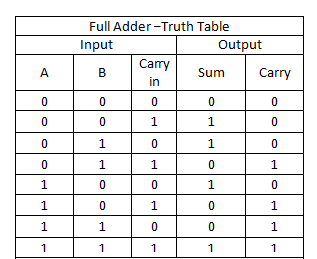 Full Adder –Truth Table
Input Output
A B Carry in Sum Carry
0 0 0 0 0
0 0 1 1 0
0 1 0 1 0
0 1 1 0 1
1 0 0 1 0
1 0 1 0 1
1 1 0 0 1
1 1 1 1 1